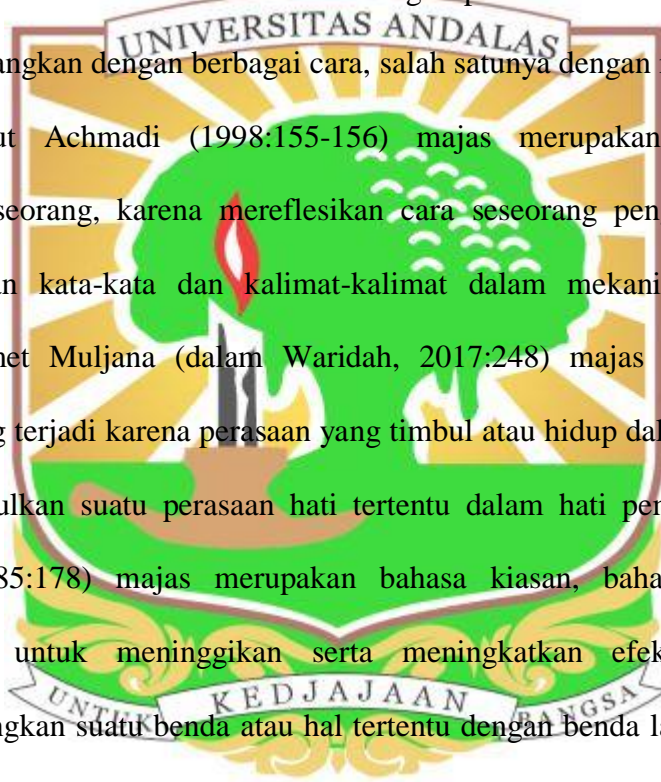 UNIVERSITAS ANDALAS
angkan dengan berbagai cara, salah satunya dengan
ut Achmadi (1998:155-156) majas merupakan
seorang, karena mereflesikan cara seseorang pen
n kata-kata dan kalimat-kalimat dalam mekani
net Muljana (dalam Waridah, 2017:248) majas
g terjadi karena perasaan yang timbul atau hidup dal
ulkan suatu perasaan hati tertentu dalam hati pen
85:178) majas merupakan bahasa kiasan, baha
untuk meninggikan serta meningkatkan efek
UNTUK KEDJAJAAN BANGSA
ngkan suatu benda atau hal tertentu dengan benda la